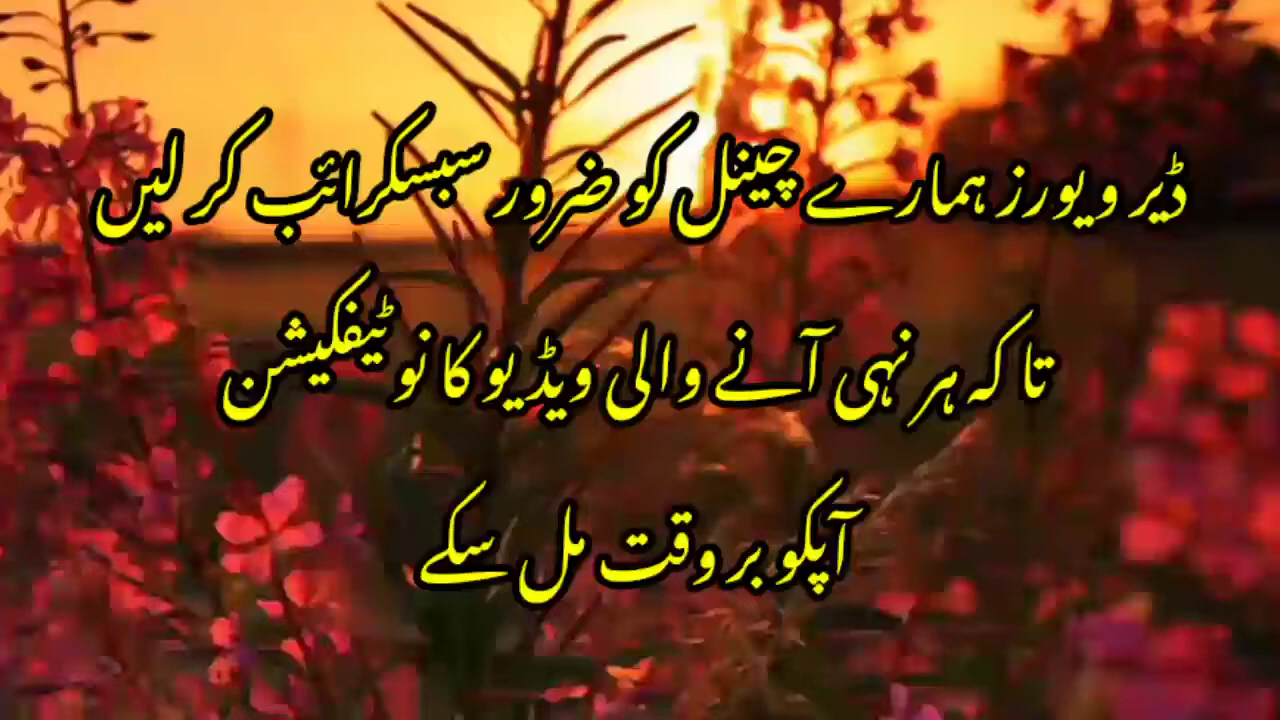 ڈیر ویورز ہمارے چینل کو ضرور سبسکرائب کر لیں
تاکہ ہر نہی آنے والی ویڈیو کا نوٹیفکیشن
آپکو بروقت مل سکے